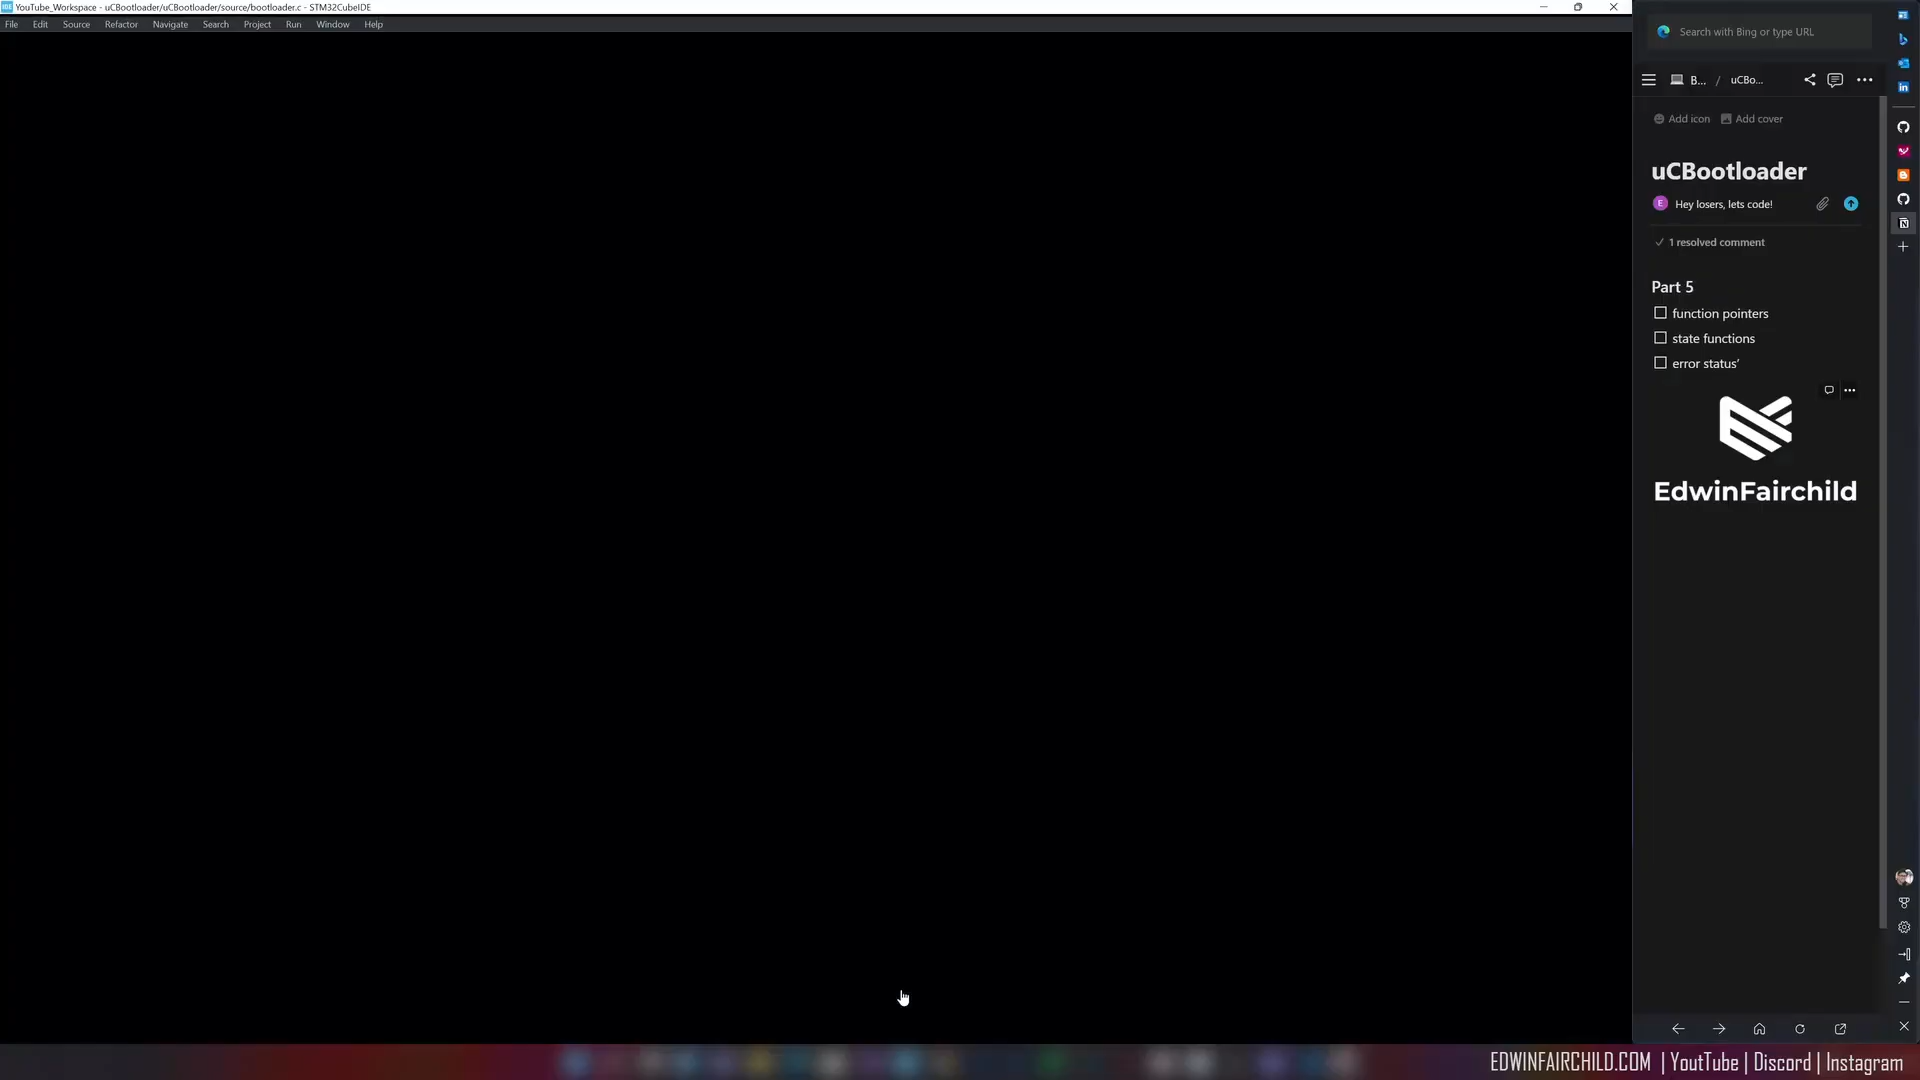 YouTube_Workspace - uCBootloader/uCBootloader/source/bootloader.c - STM32CubeIDE
File Edit Source Refactor Navigate Search Project Run Window Help
Search with Bing or type URL
B... / uCBo...
Add icon Add cover
uCBootloader
E Hey losers, lets code!
1 resolved comment
Part 5
function pointers
state functions
error status’
EdwinFairchild
EDWINFAIRCHILD.COM | YouTube | Discord | Instagram